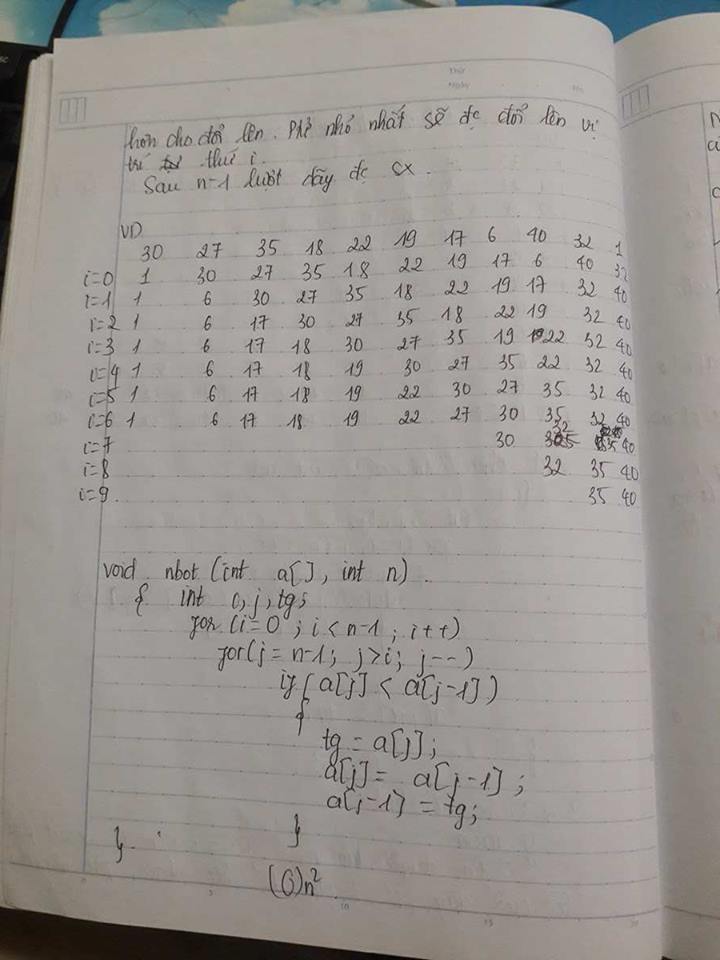 Thứ
Ngày
hơn cho đổi lên. Ptử nhỏ nhất sẽ đc đổi lên vị
trí thứ i.
Sau n-1 lượt dãy đc sx.
VD
30 27 35 18 22 19 17 6 40 32 1
i=0 1 30 27 35 18 22 19 17 6 40 32
i=1 1 6 30 27 35 18 22 19 17 32 40
i=2 1 6 17 30 27 35 18 22 19 32 40
i=3 1 6 17 18 30 27 35 19 22 32 40
i=4 1 6 17 18 19 30 27 35 22 32 40
i=5 1 6 17 18 19 22 30 27 35 32 40
i=6 1 6 17 18 19 22 27 30 35 32 40
i=7 30 32 35 40
i=8 32 35 40
i=9 35 40
void nbot (int a[], int n)
{ int i, j, tg;
for (i=0 ; i < n-1 ; i++)
for (j = n-1; j>i; j--)
if ( a[j] < a[j-1] )
{
tg = a[j];
a[j] = a[j-1] ;
a[j-1] = tg;
}
}
(O)n²